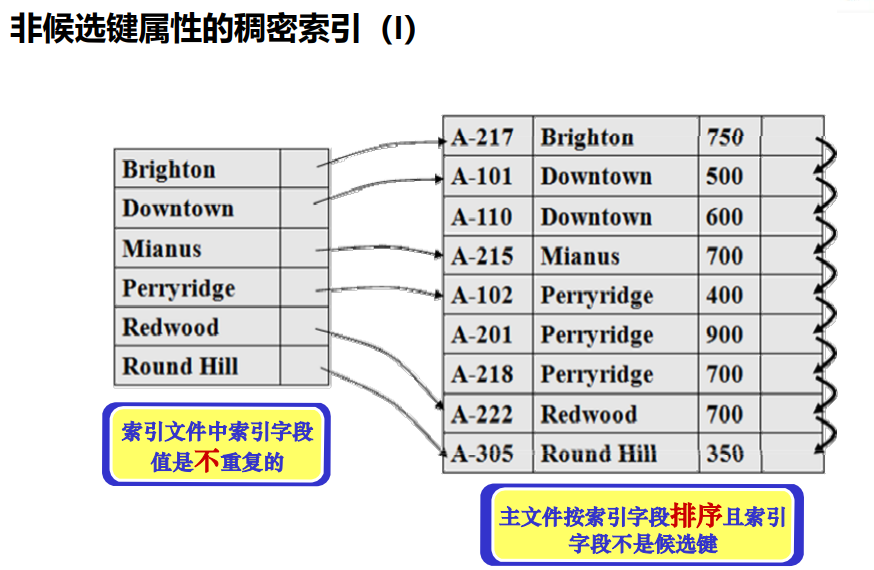 非候选键属性的稠密索引（I）
Brighton
Downtown
Mianus
Perryridge
Redwood
Round Hill
A-217 Brighton 750
A-101 Downtown 500
A-110 Downtown 600
A-215 Mianus 700
A-102 Perryridge 400
A-201 Perryridge 900
A-218 Perryridge 700
A-222 Redwood 700
A-305 Round Hill 350
索引文件中索引字段
值是不重复的
主文件按索引字段排序且索引
字段不是候选键